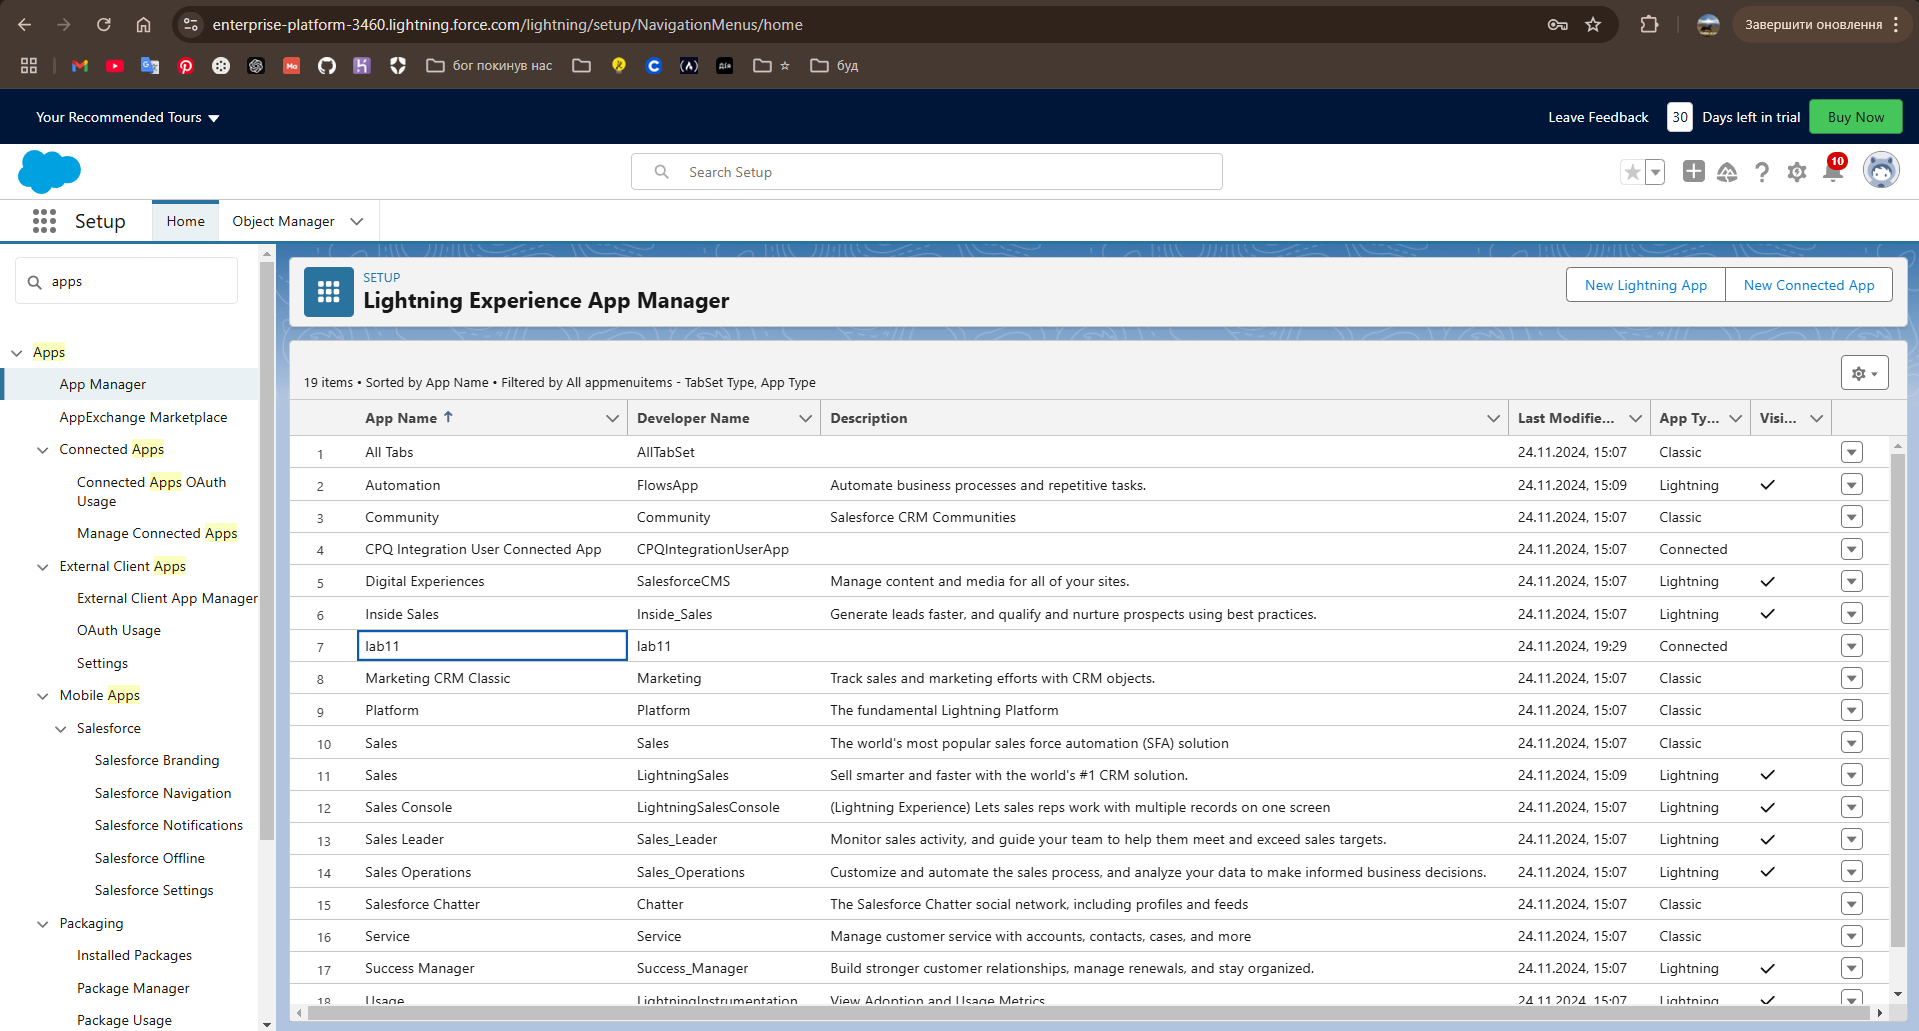 enterprise-platform-3460.lightning.force.com/lightning/setup/NavigationMenus/home
Завершити оновлення
бог покинув нас
буд
Your Recommended Tours
Leave Feedback
30
Days left in trial
Buy Now
Search Setup
10
Setup
Home
Object Manager
apps
Apps
App Manager
AppExchange Marketplace
Connected Apps
Connected Apps OAuth
Usage
Manage Connected Apps
External Client Apps
External Client App Manager
OAuth Usage
Settings
Mobile Apps
Salesforce
Salesforce Branding
Salesforce Navigation
Salesforce Notifications
Salesforce Offline
Salesforce Settings
Packaging
Installed Packages
Package Manager
Package Usage
SETUP
Lightning Experience App Manager
New Lightning App
New Connected App
19 items • Sorted by App Name • Filtered by All appmenuitems - TabSet Type, App Type
App Name ↑ Developer Name Description Last Modifie... App Ty... Visi...
1 All Tabs AllTabSet 24.11.2024, 15:07 Classic
2 Automation FlowsApp Automate business processes and repetitive tasks. 24.11.2024, 15:09 Lightning
3 Community Community Salesforce CRM Communities 24.11.2024, 15:07 Classic
4 CPQ Integration User Connected App CPQIntegrationUserApp 24.11.2024, 15:07 Connected
5 Digital Experiences SalesforceCMS Manage content and media for all of your sites. 24.11.2024, 15:07 Lightning
6 Inside Sales Inside_Sales Generate leads faster, and qualify and nurture prospects using best practices. 24.11.2024, 15:07 Lightning
7 lab11 lab11 24.11.2024, 19:29 Connected
8 Marketing CRM Classic Marketing Track sales and marketing efforts with CRM objects. 24.11.2024, 15:07 Classic
9 Platform Platform The fundamental Lightning Platform 24.11.2024, 15:07 Classic
10 Sales Sales The world's most popular sales force automation (SFA) solution 24.11.2024, 15:07 Classic
11 Sales LightningSales Sell smarter and faster with the world's #1 CRM solution. 24.11.2024, 15:09 Lightning
12 Sales Console LightningSalesConsole (Lightning Experience) Lets sales reps work with multiple records on one screen 24.11.2024, 15:07 Lightning
13 Sales Leader Sales_Leader Monitor sales activity, and guide your team to help them meet and exceed sales targets. 24.11.2024, 15:07 Lightning
14 Sales Operations Sales_Operations Customize and automate the sales process, and analyze your data to make informed business decisions. 24.11.2024, 15:07 Lightning
15 Salesforce Chatter Chatter The Salesforce Chatter social network, including profiles and feeds 24.11.2024, 15:07 Classic
16 Service Service Manage customer service with accounts, contacts, cases, and more 24.11.2024, 15:07 Classic
17 Success Manager Success_Manager Build stronger customer relationships, manage renewals, and stay organized. 24.11.2024, 15:07 Lightning
18 Usage LightningInstrumentation View Adoption and Usage Metrics 24.11.2024, 15:07 Lightning